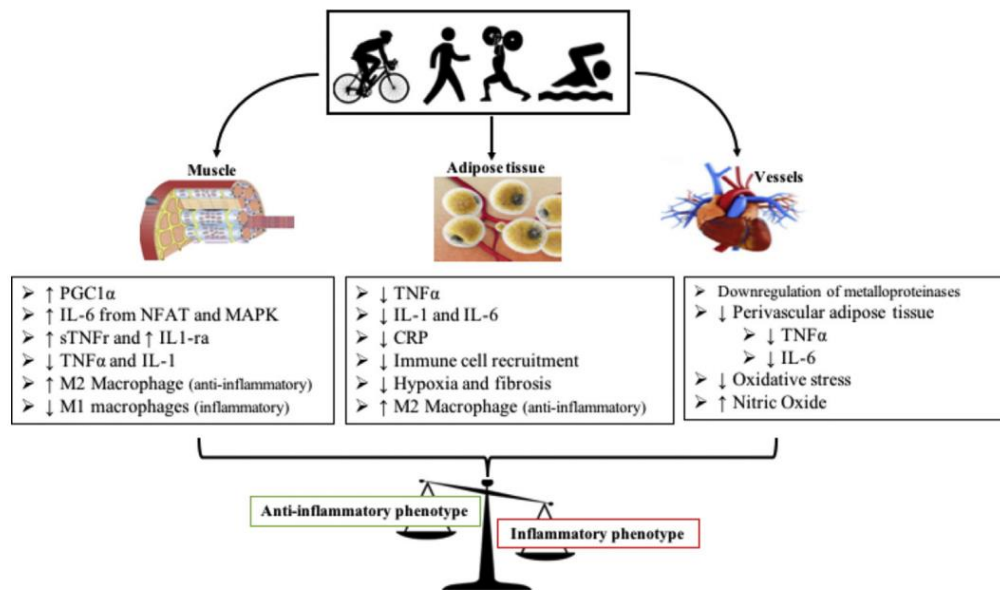 Muscle
Adipose tissue
Vessels
➢ ↑ PGC1α
➢ ↑ IL-6 from NFAT and MAPK
➢ ↑ sTNFr and ↑ IL1-ra
➢ ↓ TNFα and IL-1
➢ ↑ M2 Macrophage (anti-inflammatory)
➢ ↓ M1 macrophages (inflammatory)
➢ ↓ TNFα
➢ ↓ IL-1 and IL-6
➢ ↓ CRP
➢ ↓ Immune cell recruitment
➢ ↓ Hypoxia and fibrosis
➢ ↑ M2 Macrophage (anti-inflammatory)
➢ Downregulation of metalloproteinases
➢ ↓ Perivascular adipose tissue
➢ ↓ TNFα
➢ ↓ IL-6
➢ ↓ Oxidative stress
➢ ↑ Nitric Oxide
Anti-inflammatory phenotype
Inflammatory phenotype